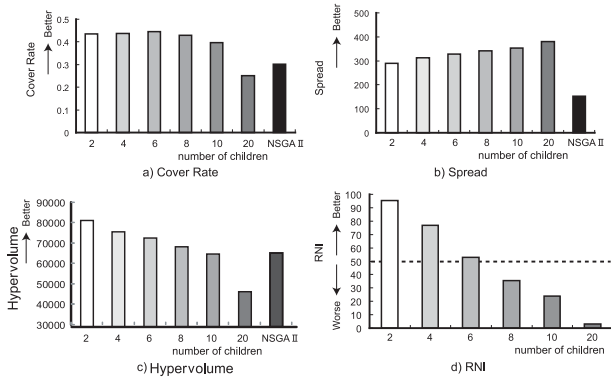 Cover Rate
Better
0.5
0.4
0.3
0.2
0.1
0
2 4 6 8 10 20 NSGA II
number of children
a) Cover Rate
Spread
Better
500
400
300
200
100
0
2 4 6 8 10 20 NSGA II
number of children
b) Spread
Hypervolume
Better
90000
80000
70000
60000
50000
40000
30000
2 4 6 8 10 20 NSGA II
number of children
c) Hypervolume
RNI
Worse Better
100
90
80
70
60
50
40
30
20
10
0
2 4 6 8 10 20
number of children
d) RNI